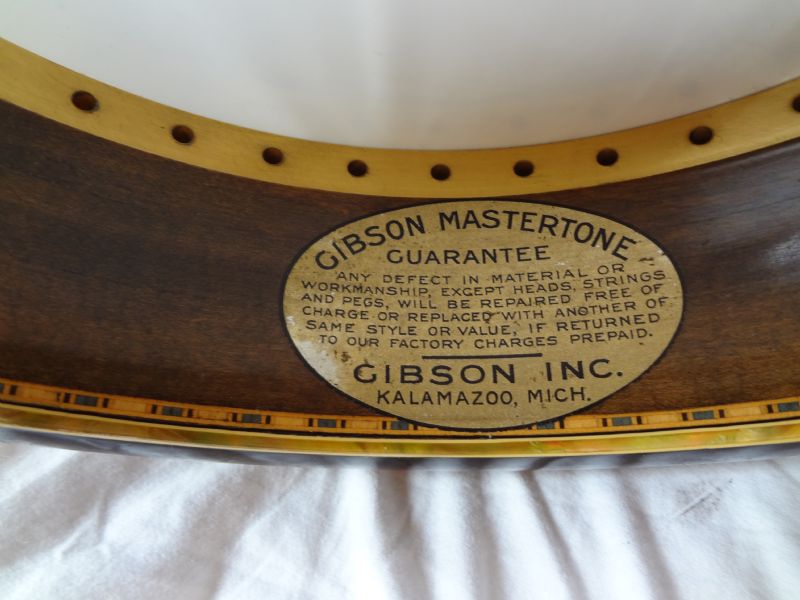 GIBSON MASTERTONE
GUARANTEE
ANY DEFECT IN MATERIAL OR
WORKMANSHIP, EXCEPT HEADS, STRINGS
AND PEGS, WILL BE REPAIRED FREE OF
CHARGE OR REPLACED WITH ANOTHER OF
SAME STYLE OR VALUE, IF RETURNED
TO OUR FACTORY CHARGES PREPAID.
GIBSON INC.
KALAMAZOO, MICH.